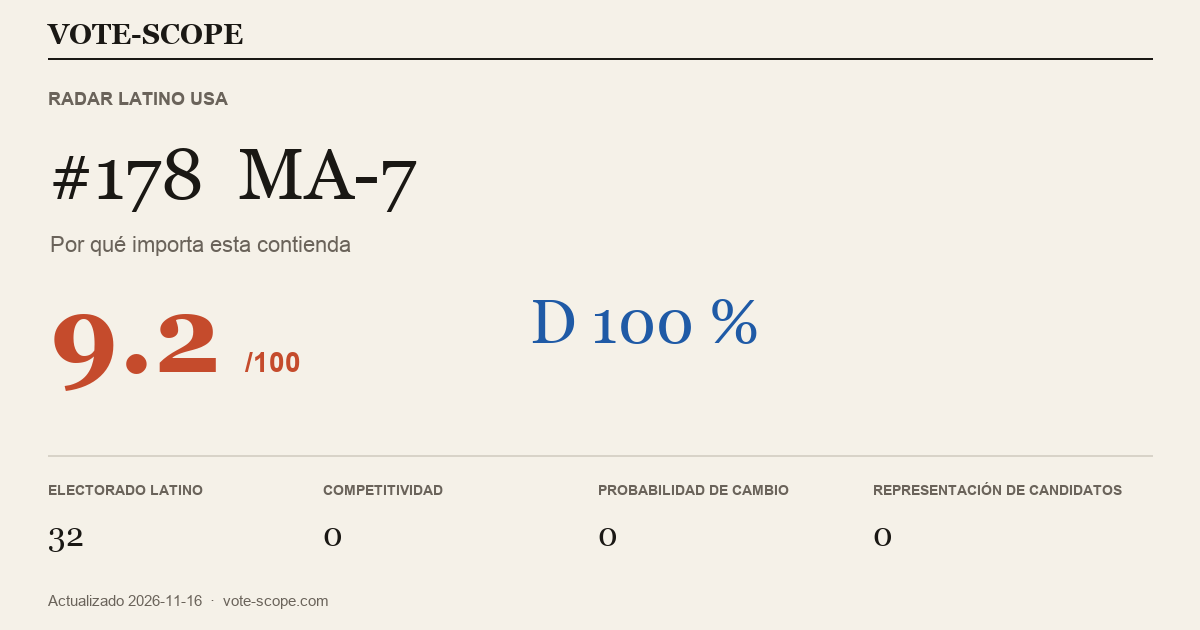 VOTE-SCOPE
RADAR LATINO USA
#178 MA-7
Por qué importa esta contienda
9.2 /100
D 100 %
ELECTORADO LATINO
32
COMPETITIVIDAD
0
PROBABILIDAD DE CAMBIO
0
REPRESENTACIÓN DE CANDIDATOS
0
Actualizado 2026-11-16 · vote-scope.com